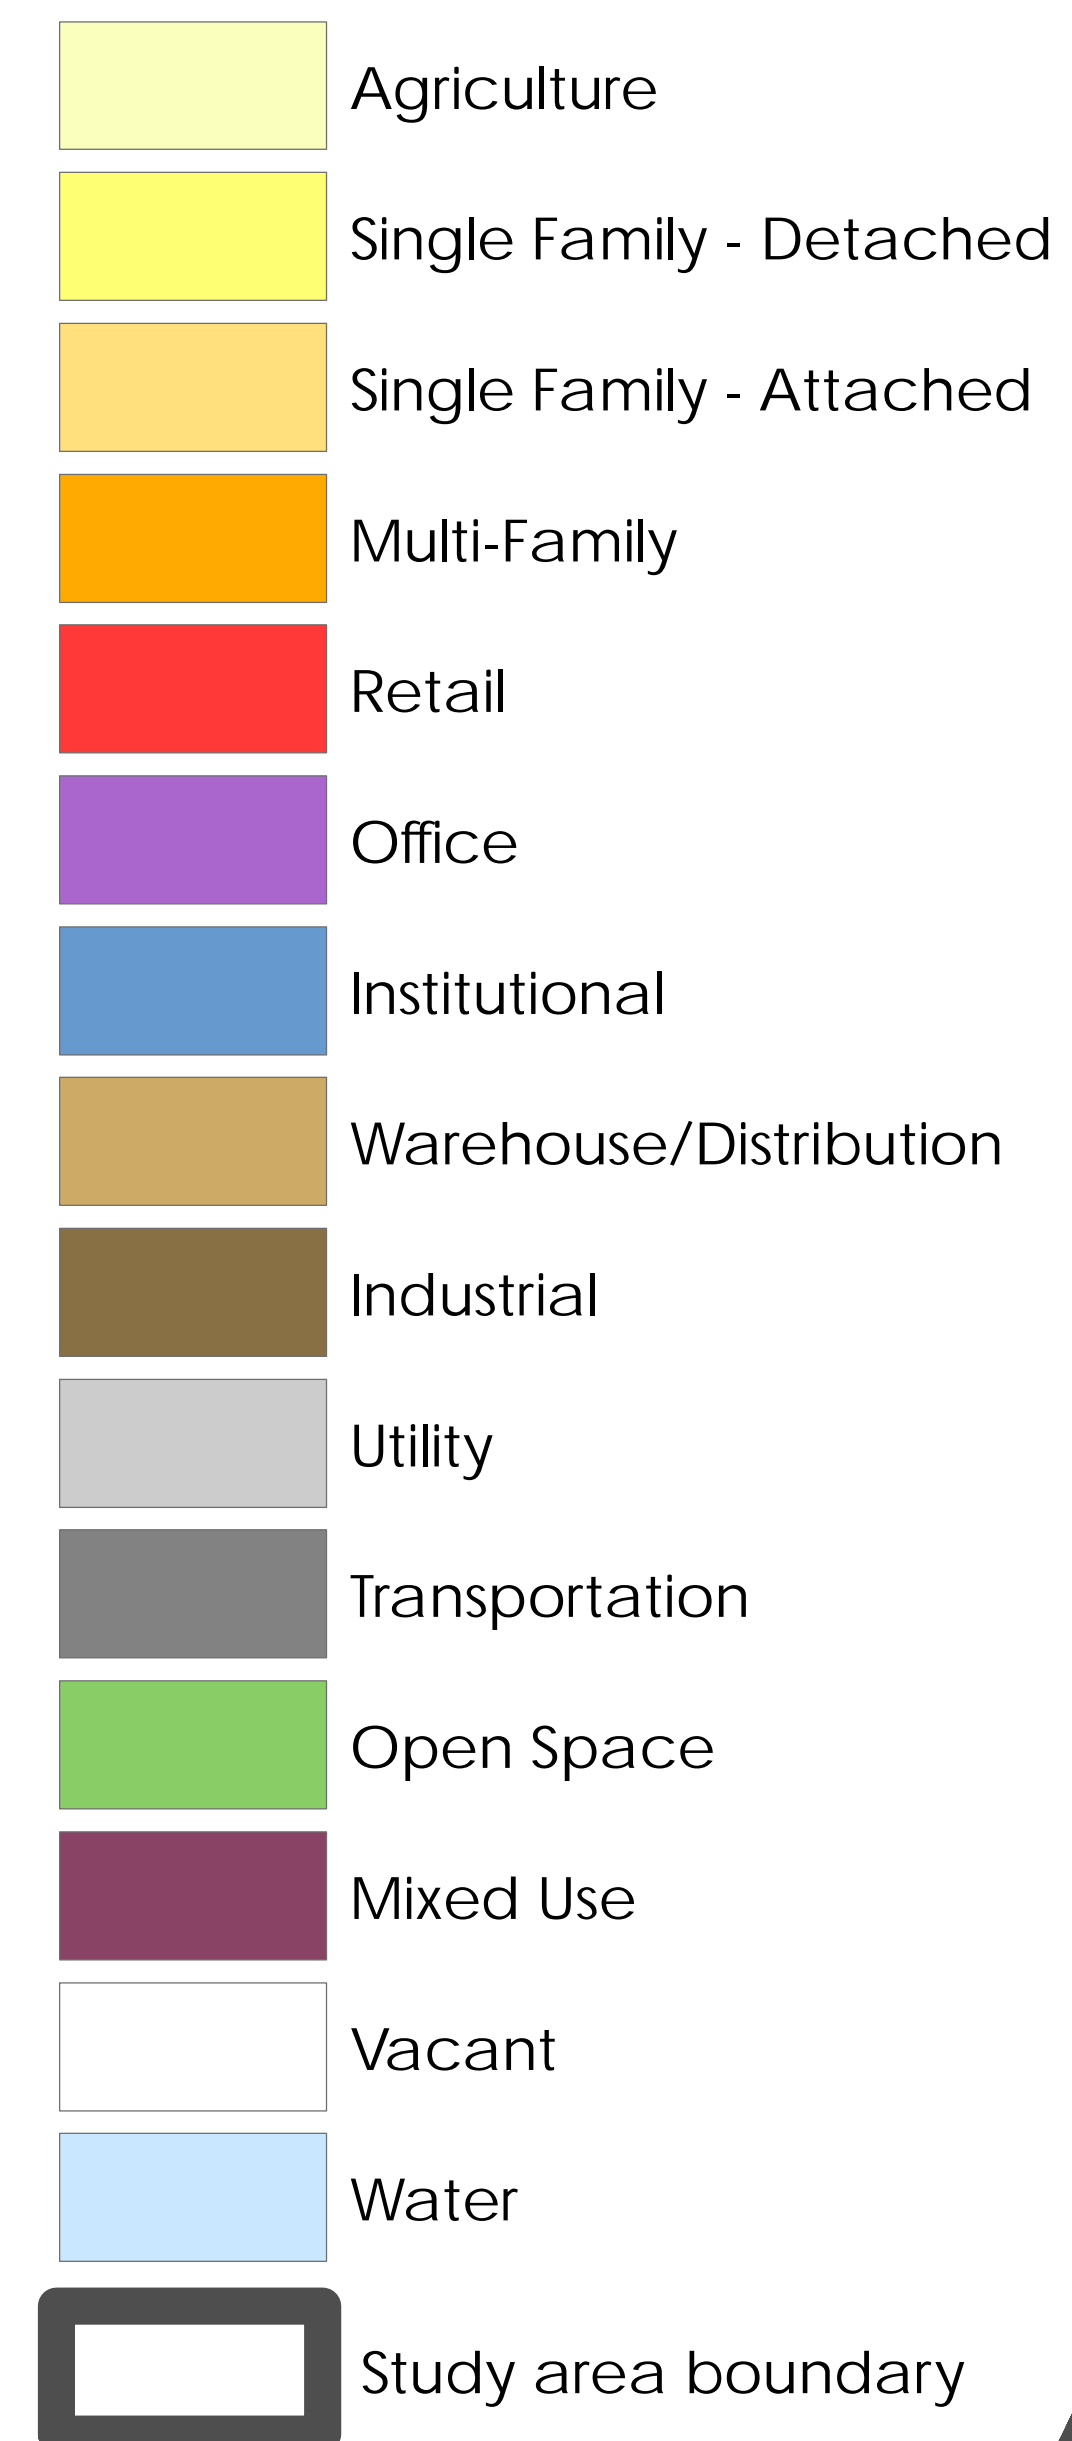 Agriculture
Single Family - Detached
Single Family - Attached
Multi-Family
Retail
Office
Institutional
Warehouse/Distribution
Industrial
Utility
Transportation
Open Space
Mixed Use
Vacant
Water
Study area boundary